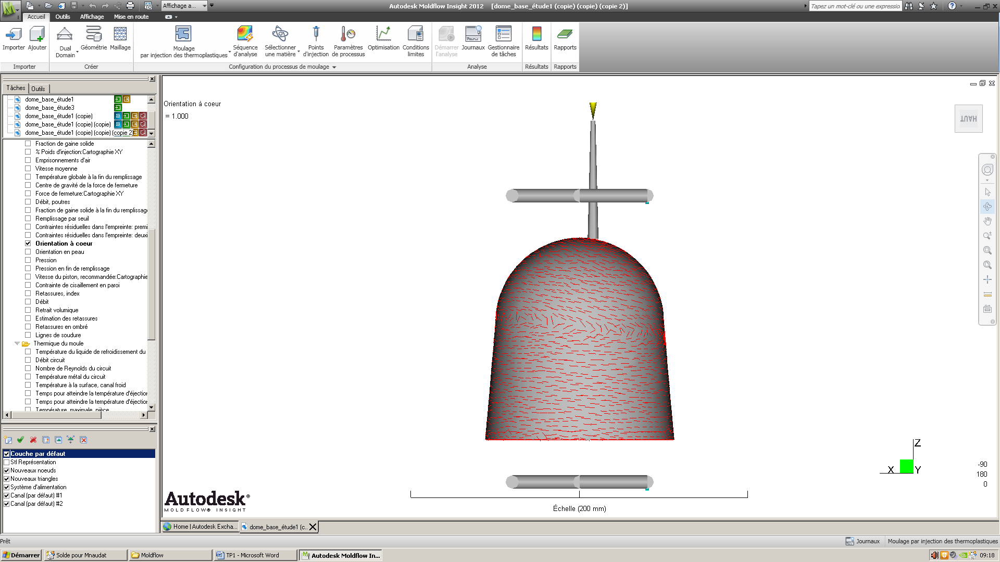 Autodesk Moldflow Insight 2012 [dome_base_étude1 (copie) (copie) (copie 2)]
Affichage a...
Tapez un mot-clé ou une expressio
Accueil Outils Affichage Mise en route
Importer Ajouter
Dual Domain
Géométrie Maillage
Moulage par injection des thermoplastiques
Séquence d'analyse
Sélectionner une matière
Points d'injection
Paramètres de processus
Optimisation
Conditions limites
Démarrer l'analyse
Journaux
Gestionnaire de tâches
Résultats
Rapports
Importer Créer Configuration du processus de moulage Analyse Résultats Rapports
Tâches Outils
dome_base_étude1
dome_base_étude3
dome_base_étude1 (copie)
dome_base_étude1 (copie) (copie)
dome_base_étude1 (copie) (copie) (copie 2)
Fraction de gaine solide
% Poids d'injection:Cartographie XY
Emprisonnements d'air
Vitesse moyenne
Température globale à la fin du remplissage
Centre de gravité de la force de fermeture
Force de fermeture:Cartographie XY
Débit, poutres
Fraction de gaine solide à la fin du remplissag
Remplissage par seuil
Contraintes résiduelles dans l'empreinte: premi
Contraintes résiduelles dans l'empreinte: deuxi
Orientation à coeur
Orientation en peau
Pression
Pression en fin de remplissage
Vitesse du piston, recommandée:Cartographie
Contrainte de cisaillement en paroi
Retassures, index
Débit
Retrait volumique
Estimation des retassures
Retassures en ombré
Lignes de soudure
Thermique du moule
Température du liquide de refroidissement du
Débit circuit
Nombre de Reynolds du circuit
Température métal du circuit
Température à la surface, canal froid
Temps pour atteindre la température d'éjection
Temps pour atteindre la température d'éjection
Température, maximale, pièce
Couche par défaut
Stl Représentation
Nouveaux noeuds
Nouveaux triangles
Système d'alimentation
Canal (par défaut) #1
Canal (par défaut) #2
Orientation à coeur
= 1.000
HAUT
Z
X Y
-90
180
0
Autodesk®
MOLDFLOW® INSIGHT
Échelle (200 mm)
Home | Autodesk Excha...
dome_base_étude1 (c...
Prêt
Journaux
Moulage par injection des thermoplastiques
Démarrer
Solde pour Mnaudat
Moldflow
TP1 - Microsoft Word
Autodesk Moldflow In...
09:18